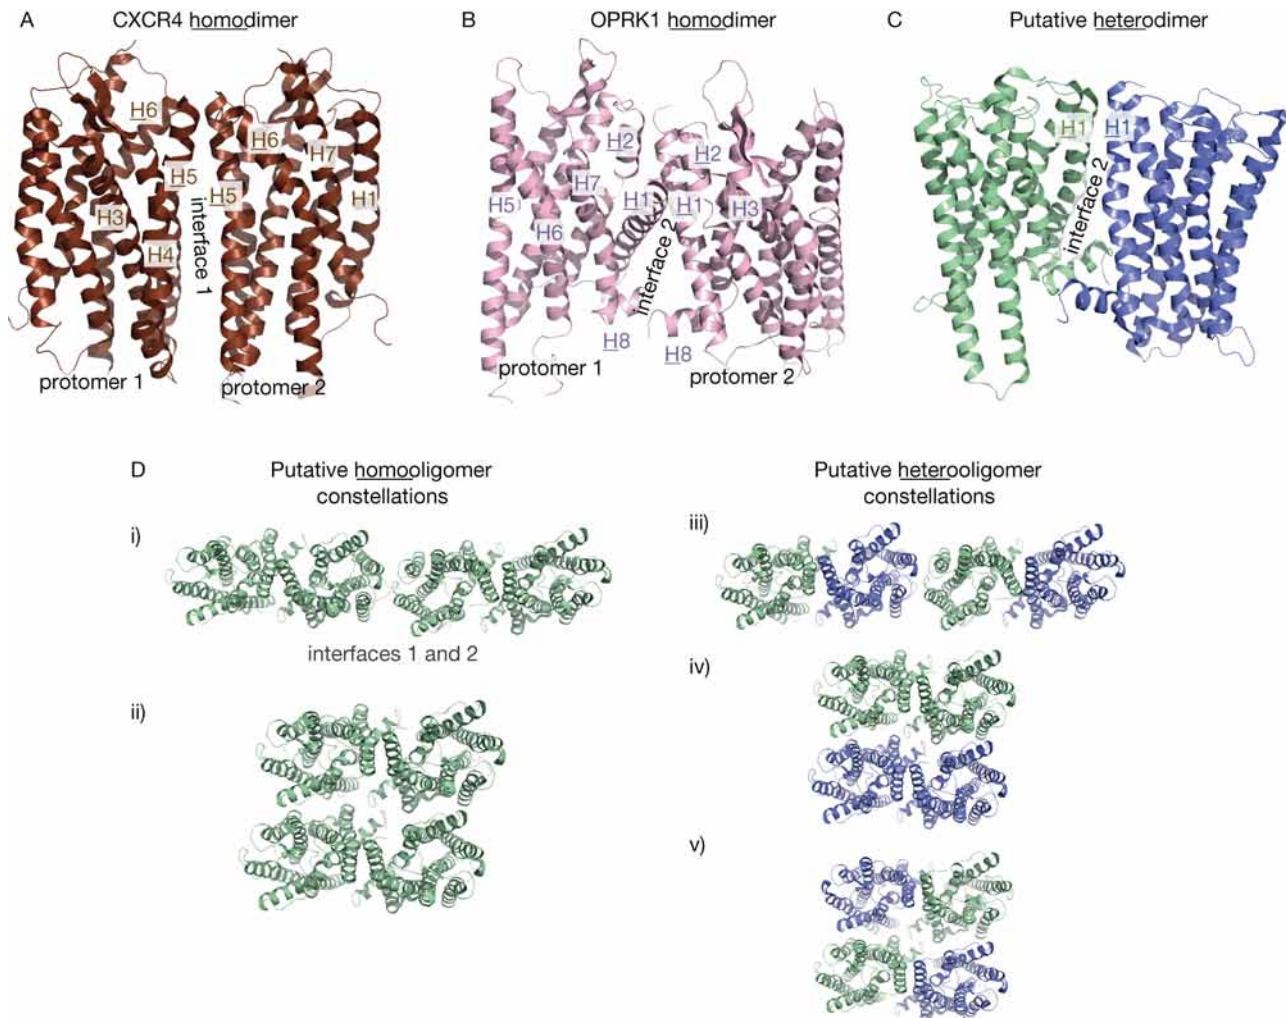 A
CXCR4 homodimer
H6
H5
H3
H4
interface 1
H6
H7
H5
H1
protomer 1
protomer 2
B
OPRK1 homodimer
H2
H2
H7
H5
H1
H1
H3
H6
interface 2
H8
H8
protomer 1
protomer 2
C
Putative heterodimer
H1
H1
interface 2
D
Putative homooligomer
constellations
i)
interfaces 1 and 2
ii)
Putative heterooligomer
constellations
iii)
iv)
v)